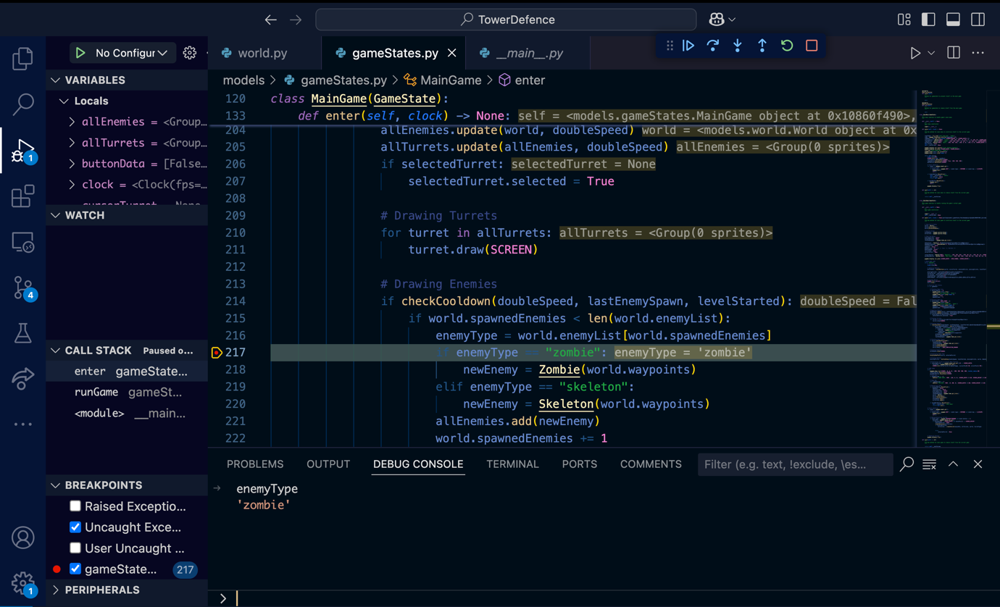 TowerDefence
No Configur
world.py
gameStates.py
__main__.py
VARIABLES
Locals
allEnemies = <Group…
allTurrets = <Group…
buttonData = [False…
clock = <Clock(fps=…
WATCH
CALL STACK Paused o…
enter gameState…
runGame gameSt…
<module> __main…
BREAKPOINTS
Raised Exceptio…
Uncaught Exce…
User Uncaught …
gameState… 217
PERIPHERALS
1
4
1
models > gameStates.py > MainGame > enter
120 class MainGame(GameState):
133 def enter(self, clock) -> None: self = <models.gameStates.MainGame object at 0x10860f490>,
204 allEnemies.update(world, doubleSpeed) world = <models.world.World object at 0x
205 allTurrets.update(allEnemies, doubleSpeed) allEnemies = <Group(0 sprites)>
206 if selectedTurret: selectedTurret = None
207 selectedTurret.selected = True
208
209 # Drawing Turrets
210 for turret in allTurrets: allTurrets = <Group(0 sprites)>
211 turret.draw(SCREEN)
212
213 # Drawing Enemies
214 if checkCooldown(doubleSpeed, lastEnemySpawn, levelStarted): doubleSpeed = Fal
215 if world.spawnedEnemies < len(world.enemyList):
216 enemyType = world.enemyList[world.spawnedEnemies]
217 if enemyType == "zombie": enemyType = 'zombie'
218 newEnemy = Zombie(world.waypoints)
219 elif enemyType == "skeleton":
220 newEnemy = Skeleton(world.waypoints)
221 allEnemies.add(newEnemy)
222 world.spawnedEnemies += 1
PROBLEMS OUTPUT DEBUG CONSOLE TERMINAL PORTS COMMENTS Filter (e.g. text, !exclude, \es…
enemyType
'zombie'